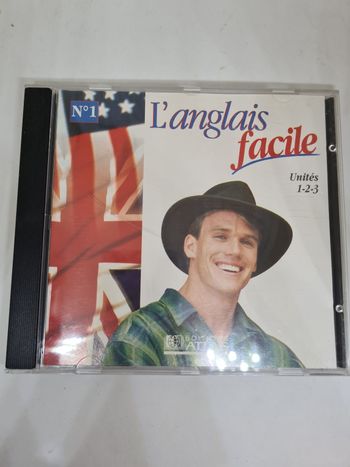 N°1
L'anglais
facile
Unités
1-2-3